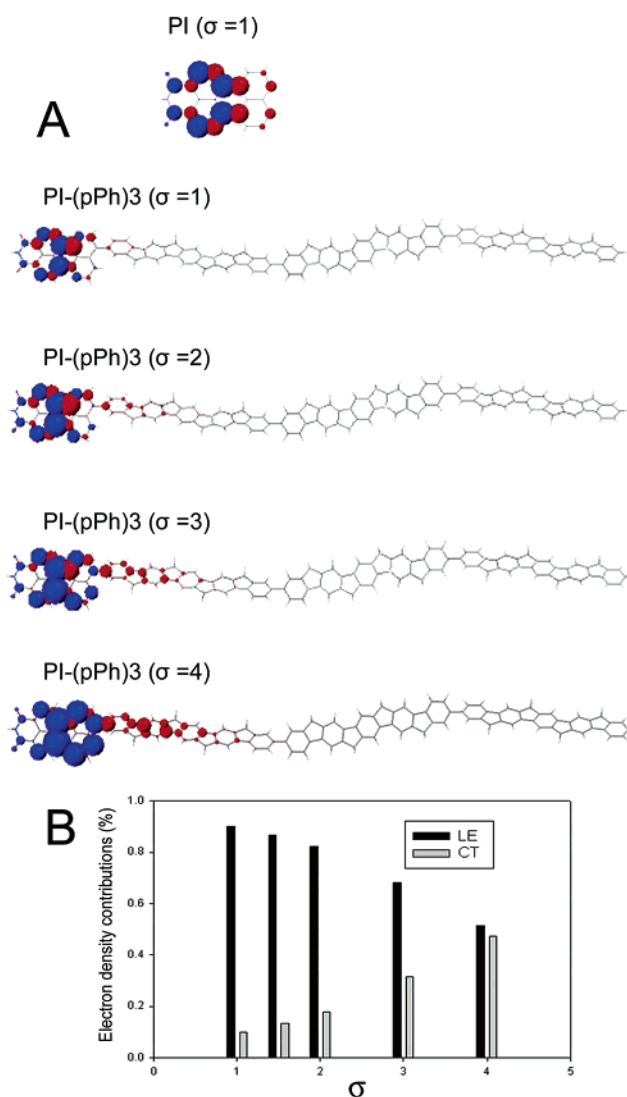 PI (σ =1)
A
PI-(pPh)3 (σ =1)
PI-(pPh)3 (σ =2)
PI-(pPh)3 (σ =3)
PI-(pPh)3 (σ =4)
B
Electron density contributions (%)
1.0
0.8
0.6
0.4
0.2
0.0
LE
CT
0 1 2 3 4 5
σ